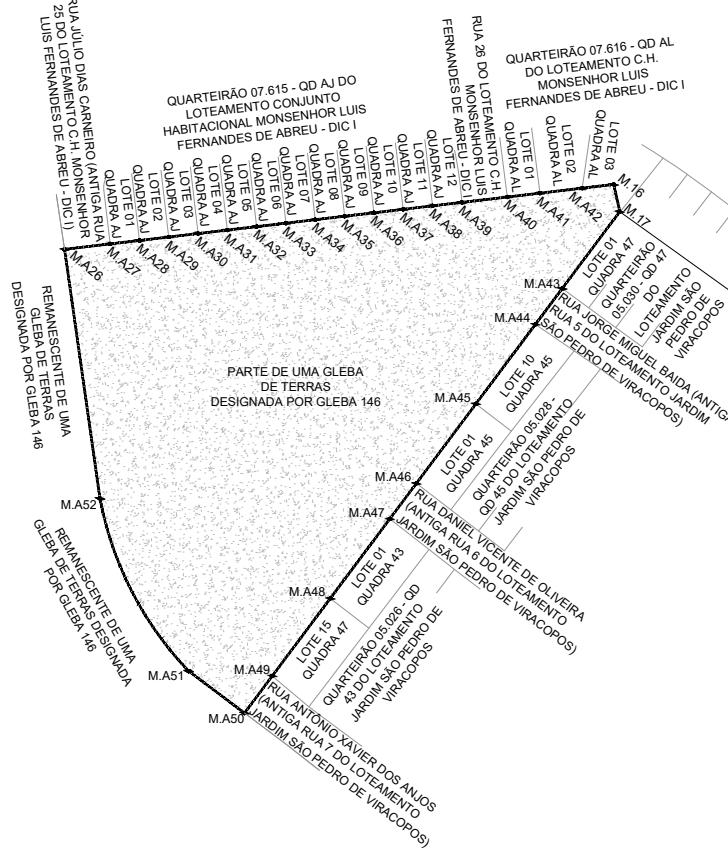 RUA JÚLIO DIAS CARNEIRO (ANTIGA RUA
25 DO LOTEAMENTO C.H. MONSENHOR
LUIS FERNANDES DE ABREU - DIC I)
QUARTEIRÃO 07.615 - QD AJ DO
LOTEAMENTO CONJUNTO
HABITACIONAL MONSENHOR LUIS
FERNANDES DE ABREU - DIC I
RUA 26 DO LOTEAMENTO C.H.
MONSENHOR LUIS
FERNANDES DE ABREU - DIC I
QUARTEIRÃO 07.616 - QD AL
DO LOTEAMENTO C.H.
MONSENHOR LUIS
FERNANDES DE ABREU - DIC I
LOTE 01
QUADRA AJ
LOTE 02
QUADRA AJ
LOTE 03
QUADRA AJ
LOTE 04
QUADRA AJ
LOTE 05
QUADRA AJ
LOTE 06
QUADRA AJ
LOTE 07
QUADRA AJ
LOTE 08
QUADRA AJ
LOTE 09
QUADRA AJ
LOTE 10
QUADRA AJ
LOTE 11
QUADRA AJ
LOTE 12
QUADRA AJ
LOTE 01
QUADRA AL
LOTE 02
QUADRA AL
LOTE 03
QUADRA AL
M.A26
M.A27
M.A28
M.A29
M.A30
M.A31
M.A32
M.A33
M.A34
M.A35
M.A36
M.A37
M.A38
M.A39
M.A40
M.A41
M.A42
M.16
M.17
LOTE 01
QUADRA 47
QUARTEIRÃO
05.030 - QD 47
DO
LOTEAMENTO
JARDIM SÃO
PEDRO DE
VIRACOPOS
M.A43
RUA JORGE MIGUEL BAIDA (ANTIGA
RUA 5 DO LOTEAMENTO JARDIM
SÃO PEDRO DE VIRACOPOS)
M.A44
REMANESCENTE DE UMA
GLEBA DE TERRAS
DESIGNADA POR GLEBA 146
PARTE DE UMA GLEBA
DE TERRAS
DESIGNADA POR GLEBA 146
LOTE 10
QUADRA 45
M.A45
LOTE 01
QUADRA 45
QUARTEIRÃO 05.028 -
QD 45 DO LOTEAMENTO
JARDIM SÃO PEDRO DE
VIRACOPOS
M.A46
RUA DANIEL VICENTE DE OLIVEIRA
(ANTIGA RUA 6 DO LOTEAMENTO
JARDIM SÃO PEDRO DE VIRACOPOS)
M.A47
M.A52
REMANESCENTE DE UMA
GLEBA DE TERRAS DESIGNADA
POR GLEBA 146
LOTE 01
QUADRA 43
M.A48
LOTE 15
QUADRA 47
QUARTEIRÃO 05.026 - QD
43 DO LOTEAMENTO
JARDIM SÃO PEDRO DE
VIRACOPOS
M.A49
M.A51
M.A50
RUA ANTÔNIO XAVIER DOS ANJOS
(ANTIGA RUA 7 DO LOTEAMENTO
JARDIM SÃO PEDRO DE VIRACOPOS)